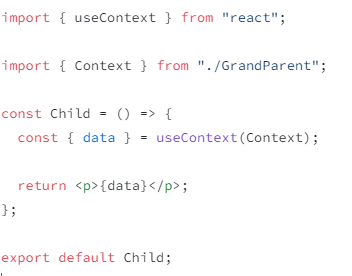 import { useContext } from "react";
import { Context } from "./GrandParent";
const Child = () => {
const { data } = useContext(Context);
return <p>{data}</p>;
};
export default Child;